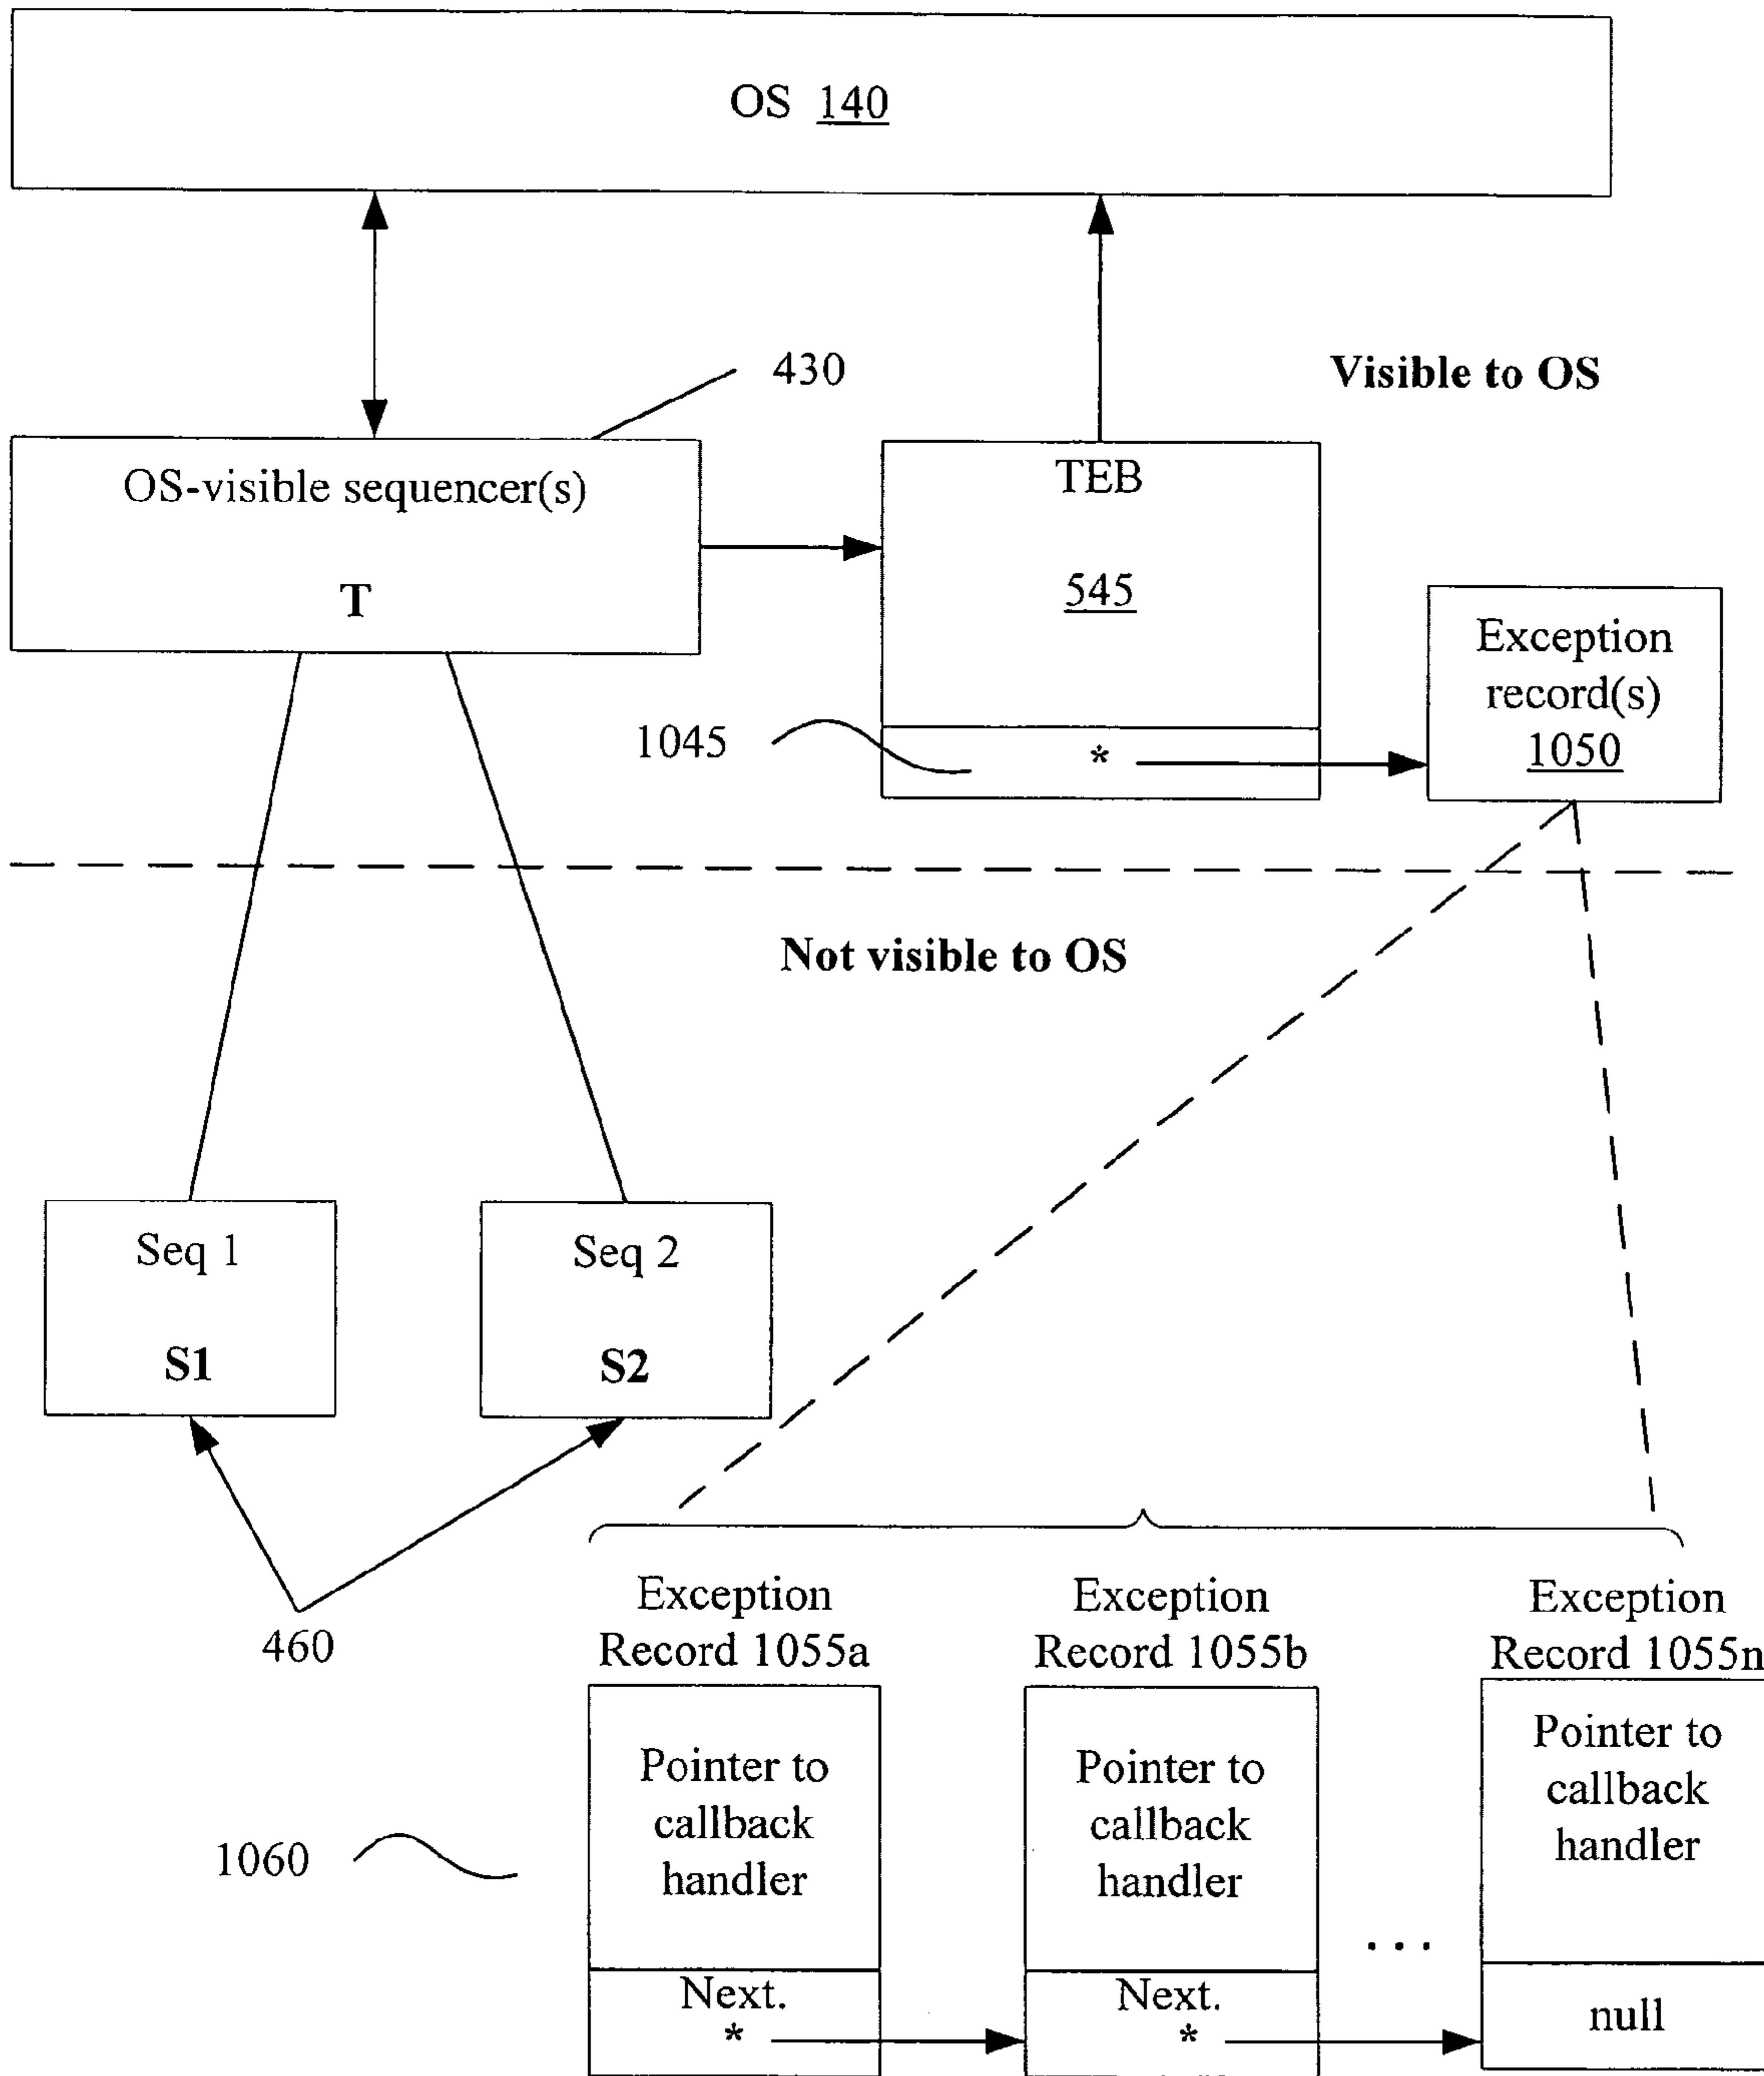 OS 140
430
Visible to OS
OS-visible sequencer(s)
T
TEB
545
Exception
record(s)
1050
1045
*
Not visible to OS
Seq 1
S1
Seq 2
S2
460
Exception
Record 1055a
Exception
Record 1055b
Exception
Record 1055n
Pointer to
callback
handler
Pointer to
callback
handler
Pointer to
callback
handler
1060
...
Next.
*
Next.
*
null